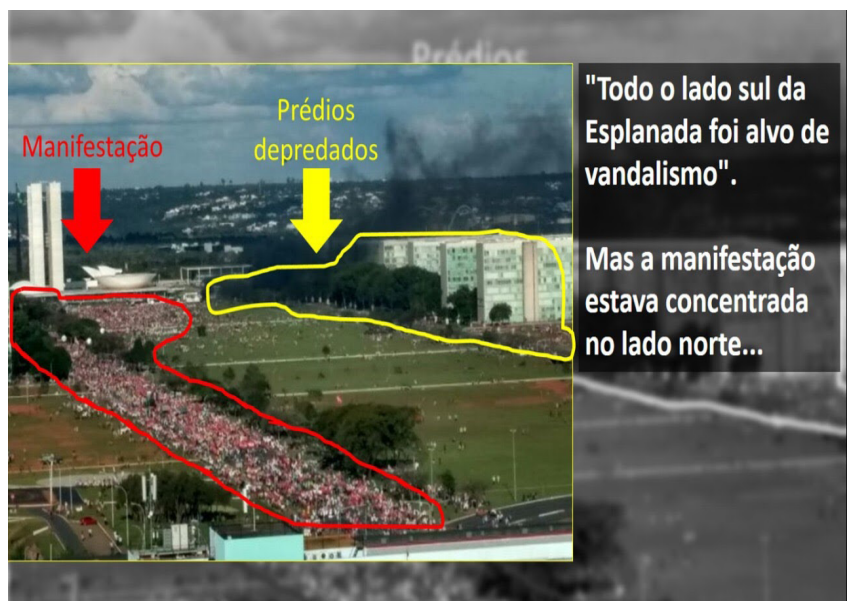 Prédios
Manifestação
Prédios
depredados
"Todo o lado sul da
Esplanada foi alvo de
vandalismo".
Mas a manifestação
estava concentrada
no lado norte...